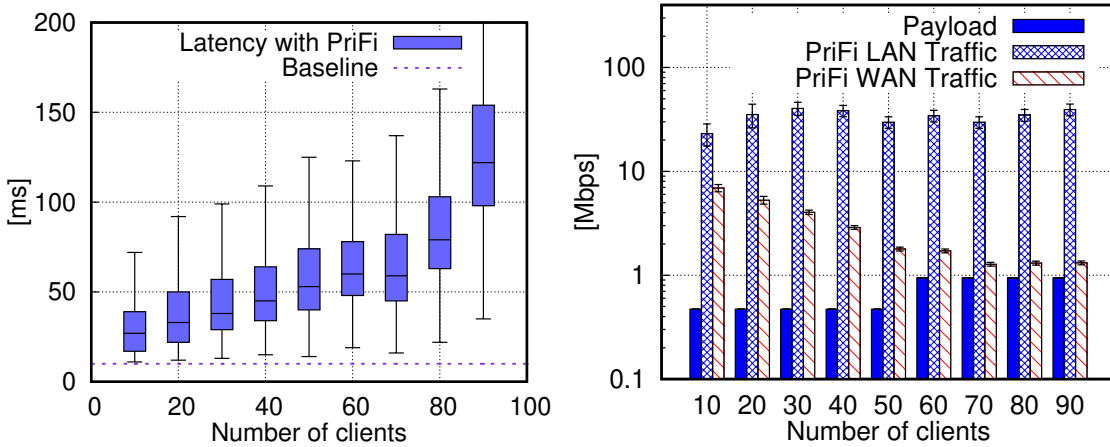 200
150
100
50
0
[ms]
Latency with PriFi
Baseline
0 20 40 60 80 100
Number of clients
100
10
1
0.1
[Mbps]
Payload
PriFi LAN Traffic
PriFi WAN Traffic
10 20 30 40 50 60 70 80 90
Number of clients